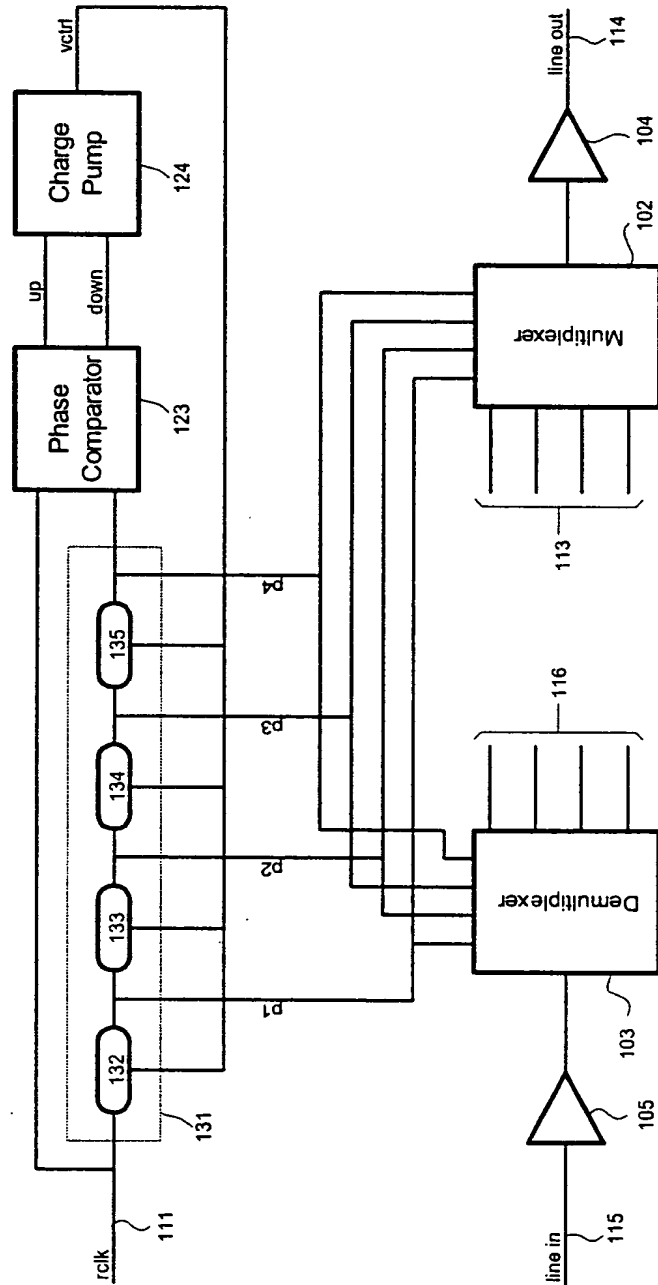 rclk
111
131
132
133
134
135
Phase
Comparator
123
up
down
Charge
Pump
124
vctrl
p1
p2
p3
p4
line in
115
105
Demultiplexer
103
116
113
Multiplexer
102
104
line out
114